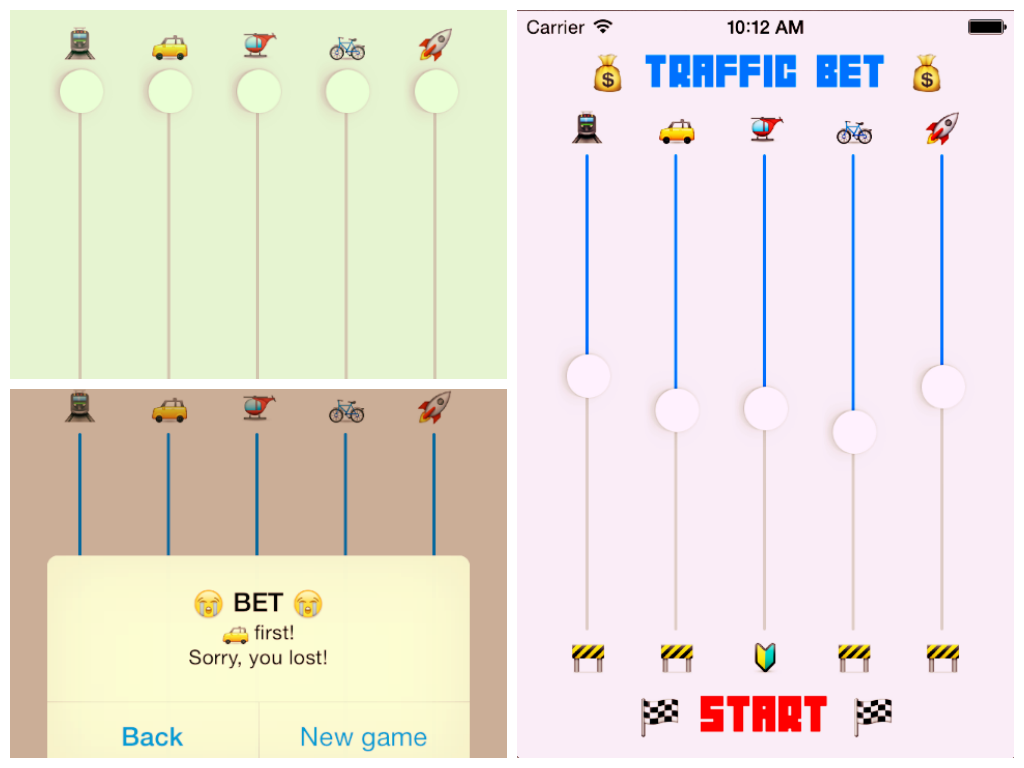 BET
first!
Sorry, you lost!
Back
New game
Carrier
10:12 AM
TRAFFIC BET
START